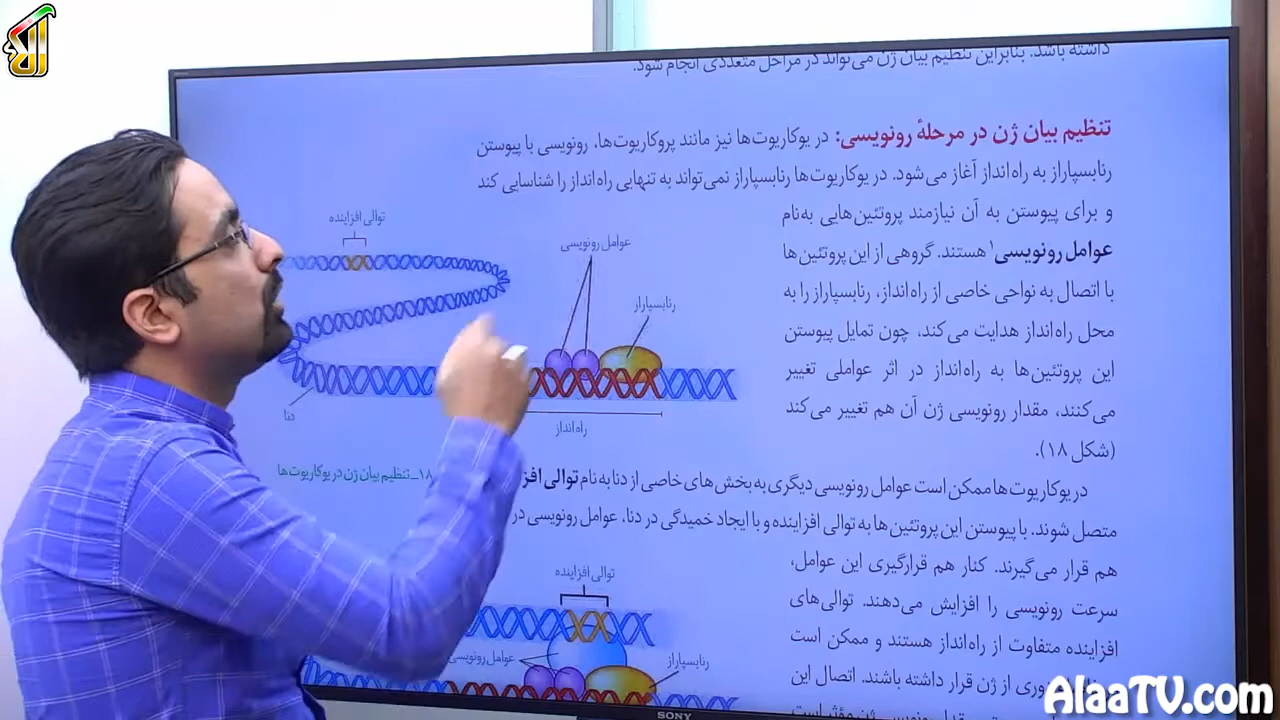 آلاء
داشته باشد. بنابراین تنظیم بیان ژن می‌تواند در مراحل متعددی انجام شود.
تنظیم بیان ژن در مرحلهٔ رونویسی: در یوکاریوت‌ها نیز مانند پروکاریوت‌ها، رونویسی با پیوستن
رنابسپاراز به راه‌انداز آغاز می‌شود. در یوکاریوت‌ها رنابسپاراز نمی‌تواند به تنهایی راه‌انداز را شناسایی کند
و برای پیوستن به آن نیازمند پروتئین‌هایی به‌نام
عوامل رونویسی۱ هستند. گروهی از این پروتئین‌ها
با اتصال به نواحی خاصی از راه‌انداز، رنابسپاراز را به
محل راه‌انداز هدایت می‌کند، چون تمایل پیوستن
این پروتئین‌ها به راه‌انداز در اثر عواملی تغییر
می‌کنند، مقدار رونویسی ژن آن هم تغییر می‌کند
(شکل ۱۸).
توالی افزاینده
عوامل رونویسی
رنابسپاراز
دنا
راه‌انداز
۱۸ـ تنظیم بیان ژن در یوکاریوت‌ها
در یوکاریوت‌ها ممکن است عوامل رونویسی دیگری به بخش‌های خاصی از دنا به نام توالی
متصل شوند. با پیوستن این پروتئین‌ها به توالی افزاینده و با ایجاد خمیدگی در دنا، عوامل رونویسی در
هم قرار می‌گیرند. کنار هم قرارگیری این عوامل،
سرعت رونویسی را افزایش می‌دهند. توالی‌های
افزاینده متفاوت از راه‌انداز هستند و ممکن است
از ژن قرار داشته باشند. اتصال این
مقدار رونویسی ژن مؤثر است
توالی افزاینده
عوامل رونویسی
رنابسپاراز
SONY
AlaaTV.com